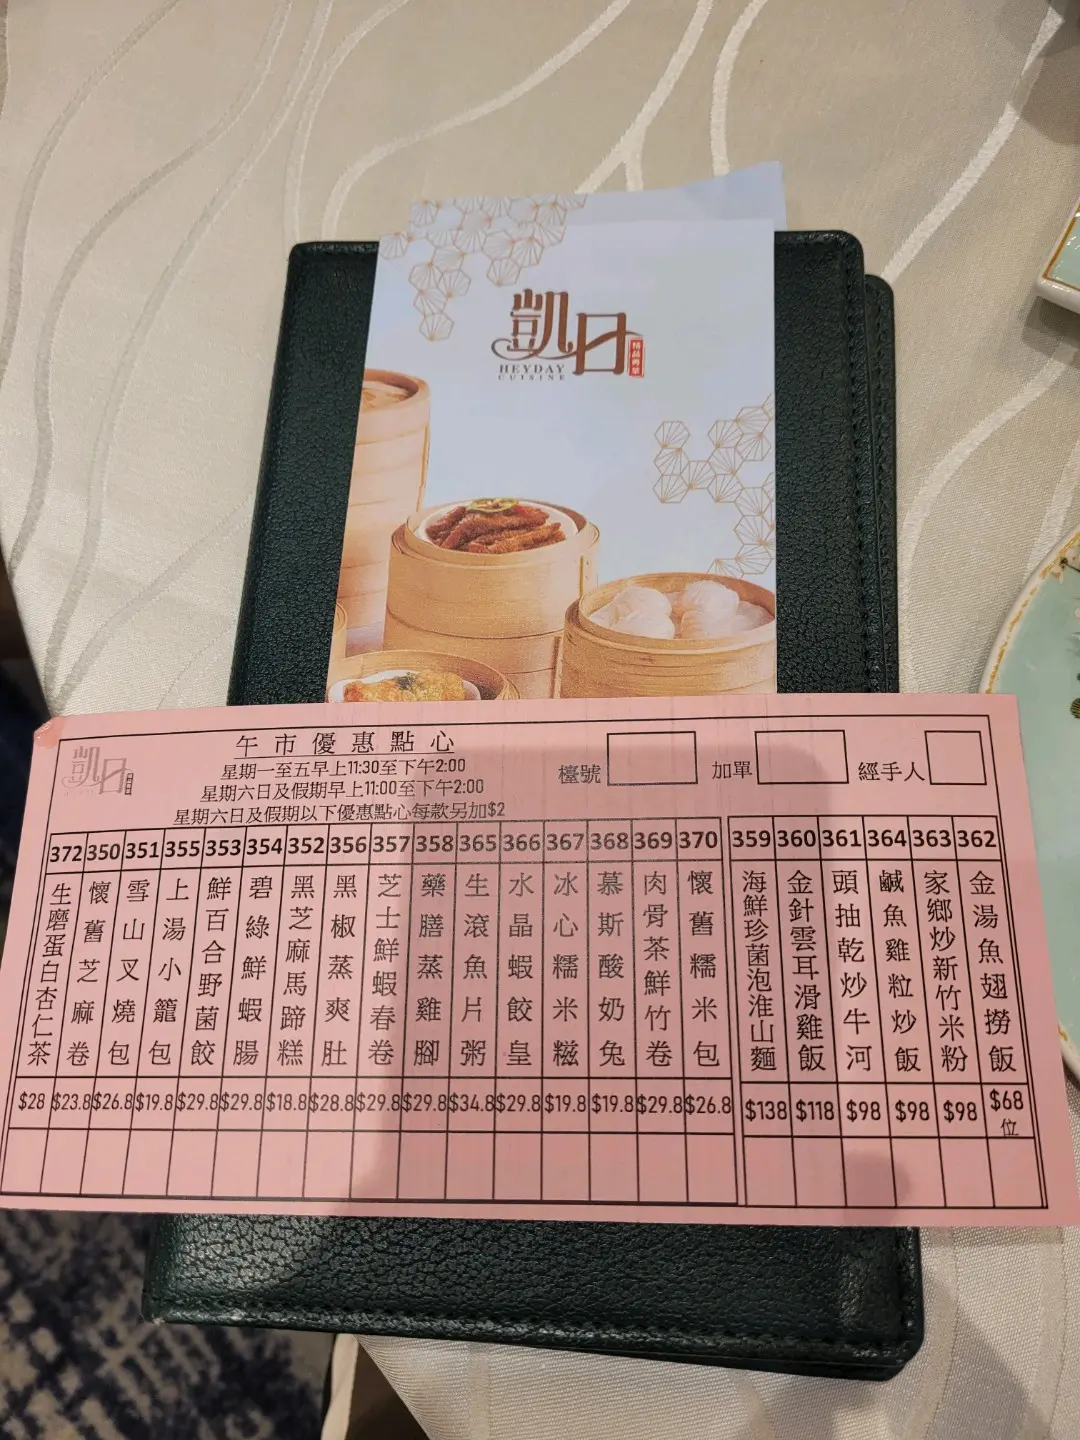 凱日
HEYDAY
CUISINE
精品粵菜
凱日
午市優惠點心
星期一至五早上11:30至下午2:00
星期六日及假期早上11:00至下午2:00
星期六日及假期以下優惠點心每款另加$2
檯號
加單
經手人
372 350 351 355 353 354 352 356 357 358 365 366 367 368 369 370 359 360 361 364 363 362
生磨蛋白杏仁茶
懷舊芝麻卷
雪山叉燒包
上湯小籠包
鮮百合野菌餃
碧綠鮮蝦腸
黑芝麻馬蹄糕
黑椒蒸爽肚
芝士鮮蝦春卷
藥膳蒸雞腳
生滾魚片粥
水晶蝦餃皇
冰心糯米糍
慕斯酸奶兔
肉骨茶鮮竹卷
懷舊糯米包
海鮮珍菌泡淮山麵
金針雲耳滑雞飯
頭抽乾炒牛河
鹹魚雞粒炒飯
家鄉炒新竹米粉
金湯魚翅撈飯
$28 $23.8 $26.8 $19.8 $29.8 $29.8 $18.8 $28.8 $29.8 $29.8 $34.8 $29.8 $19.8 $19.8 $29.8 $26.8 $138 $118 $98 $98 $98 $68
位